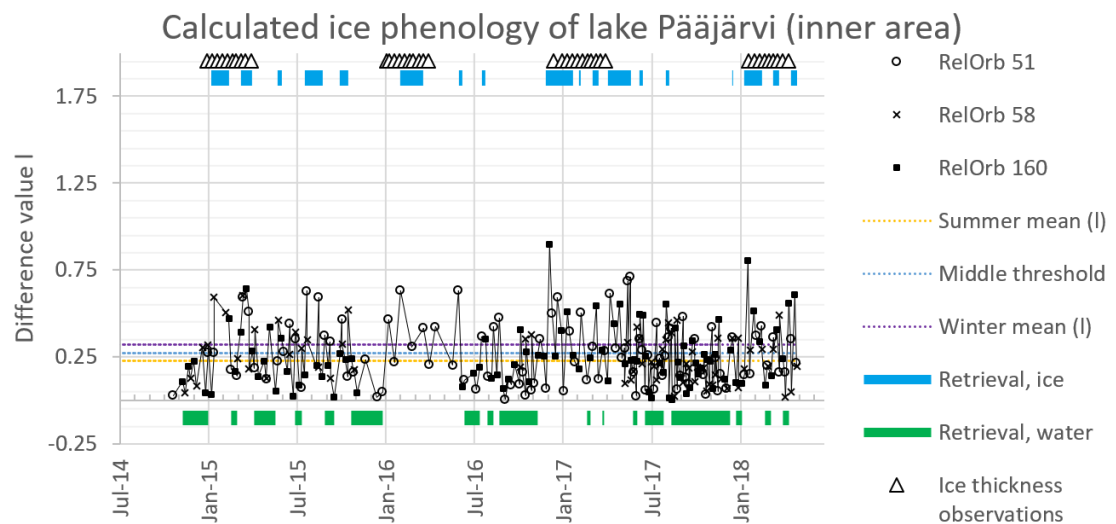 Calculated ice phenology of lake Pääjärvi (inner area)
1.75
1.25
0.75
0.25
-0.25
Difference value l
Jul-14
Jan-15
Jul-15
Jan-16
Jul-16
Jan-17
Jul-17
Jan-18
RelOrb 51
RelOrb 58
RelOrb 160
Summer mean (l)
Middle threshold
Winter mean (l)
Retrieval, ice
Retrieval, water
Ice thickness
observations